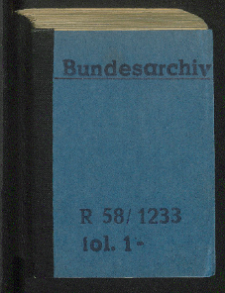 Bundesarchiv
R 58/1233
fol. 1-